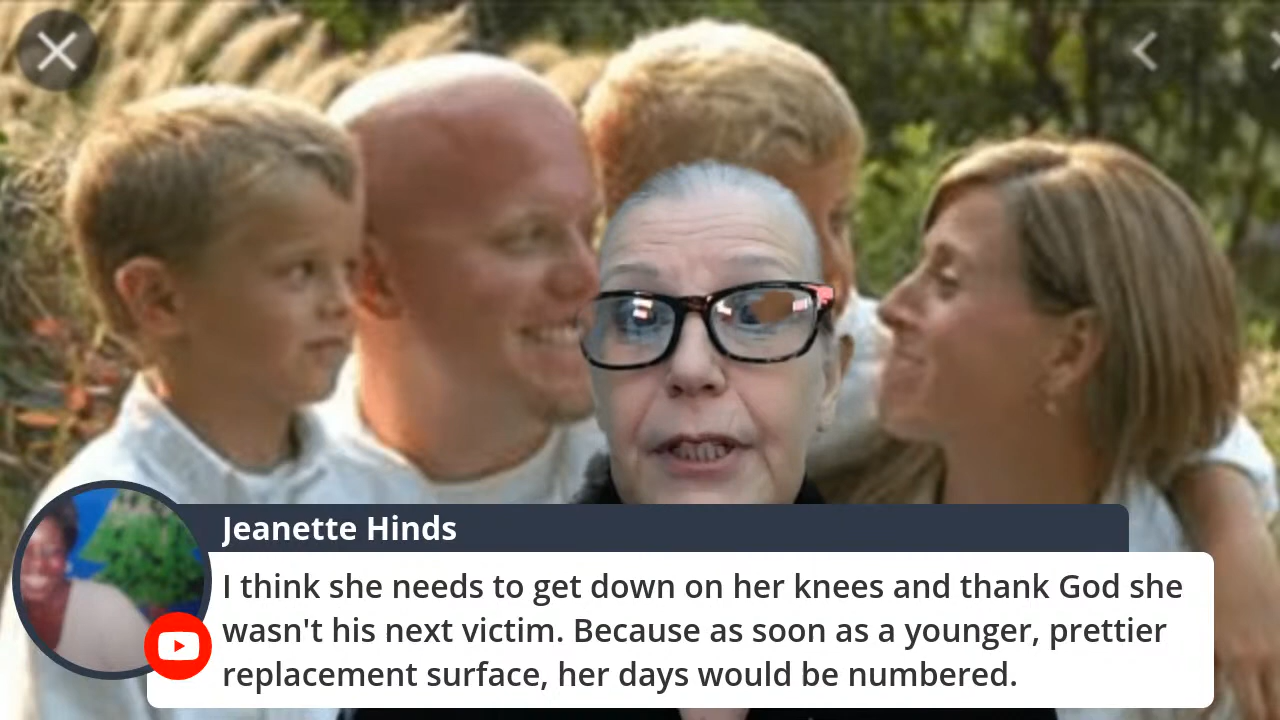 Jeanette Hinds
I think she needs to get down on her knees and thank God she
wasn't his next victim. Because as soon as a younger, prettier
replacement surface, her days would be numbered.